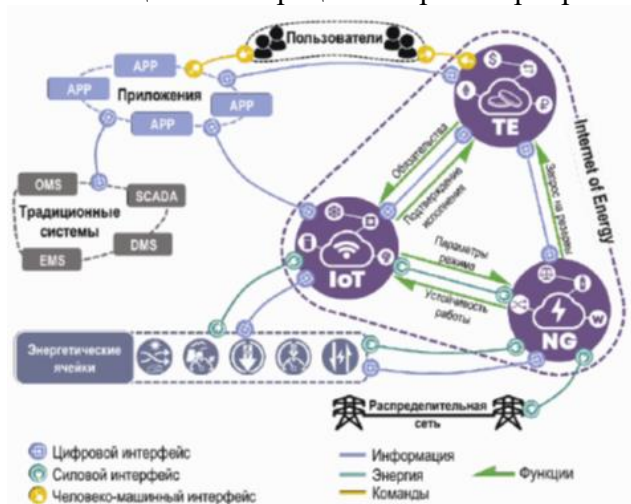 Пользователи
APP
APP
Приложения
APP
APP
TE
Internet of Energy
OMS
SCADA
Традиционные
системы
DMS
EMS
Обязательства
Подтверждение
исполнения
Запрос на резервы
IoT
Параметры
режима
Устойчивость
работы
NG
Энергетические
ячейки
Распределительная
сеть
Цифровой интерфейс
Силовой интерфейс
Человеко-машинный интерфейс
Информация
Энергия
Команды
Функции